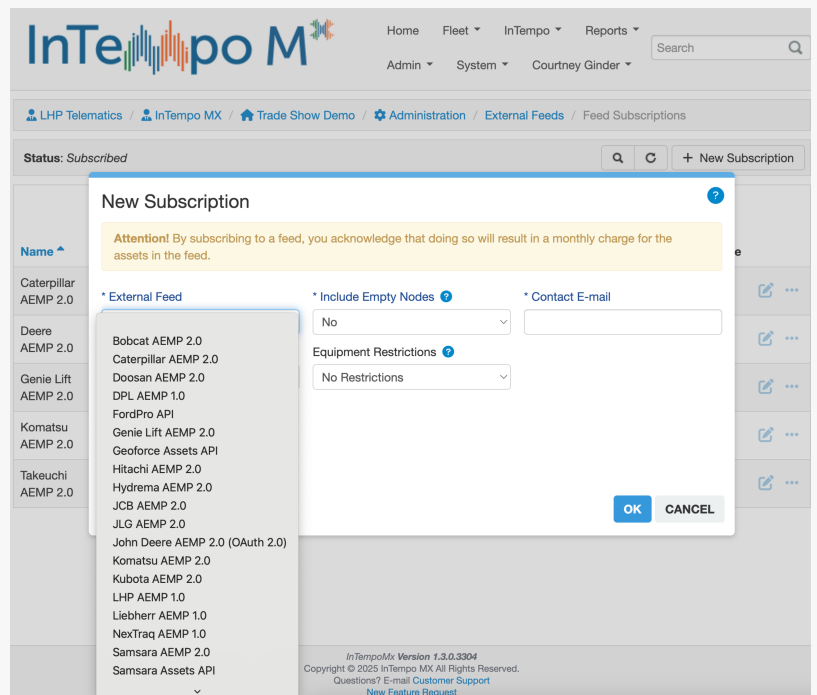 InTempo M
Home Fleet InTempo Reports
Search
Admin System Courtney Ginder
LHP Telematics / InTempo MX / Trade Show Demo / Administration / External Feeds / Feed Subscriptions
Status: Subscribed
+ New Subscription
New Subscription
?
Attention! By subscribing to a feed, you acknowledge that doing so will result in a monthly charge for the
assets in the feed.
Name
e
Caterpillar
AEMP 2.0
Deere
AEMP 2.0
Genie Lift
AEMP 2.0
Komatsu
AEMP 2.0
Takeuchi
AEMP 2.0
* External Feed
* Include Empty Nodes ?
* Contact E-mail
No
Equipment Restrictions ?
No Restrictions
Bobcat AEMP 2.0
Caterpillar AEMP 2.0
Doosan AEMP 2.0
DPL AEMP 1.0
FordPro API
Genie Lift AEMP 2.0
Geoforce Assets API
Hitachi AEMP 2.0
Hydrema AEMP 2.0
JCB AEMP 2.0
JLG AEMP 2.0
John Deere AEMP 2.0 (OAuth 2.0)
Komatsu AEMP 2.0
Kubota AEMP 2.0
LHP AEMP 1.0
Liebherr AEMP 1.0
NexTraq AEMP 1.0
Samsara AEMP 2.0
Samsara Assets API
OK CANCEL
InTempoMx Version 1.3.0.3304
Copyright © 2025 InTempo MX All Rights Reserved.
Questions? E-mail Customer Support
New Feature Request